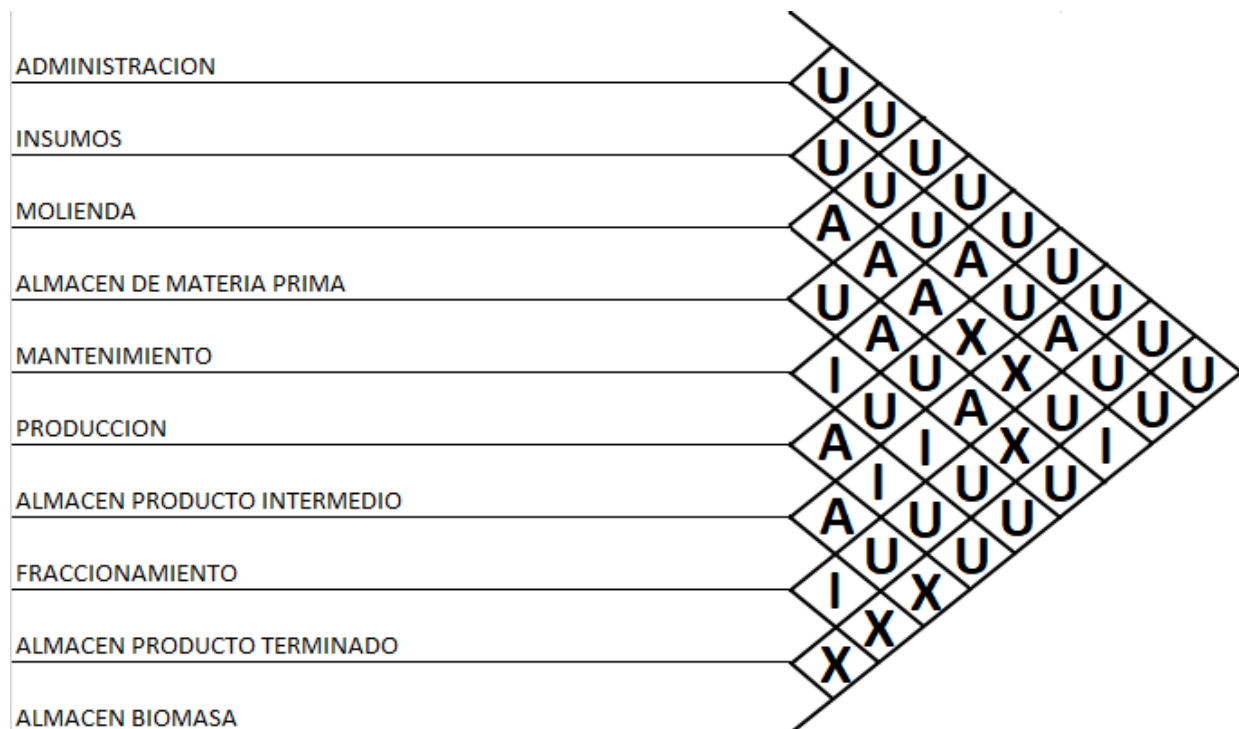 ADMINISTRACION
U
U
INSUMOS
U U
U U
MOLIENDA
A U U
A A U
ALMACEN DE MATERIA PRIMA
U A U U
A X A U
MANTENIMIENTO
I U X U U
U A U U
PRODUCCION
A I X I
I U U
ALMACEN PRODUCTO INTERMEDIO
A U U
U U
FRACCIONAMIENTO
I X
X
ALMACEN PRODUCTO TERMINADO
X
ALMACEN BIOMASA